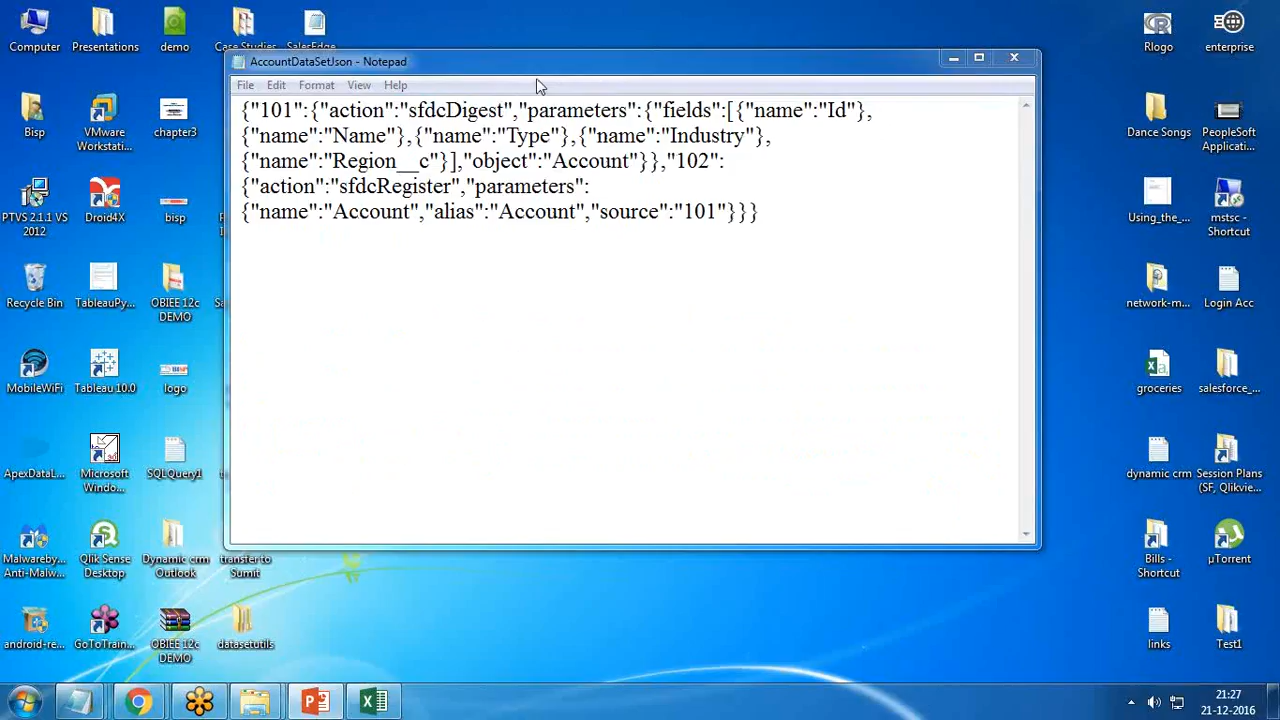 Computer
Presentations
demo
Case Studies
SalesEdge
Rlogo
enterprise
AccountDataSetJson - Notepad
File Edit Format View Help
{"101":{"action":"sfdcDigest","parameters":{"fields":[{"name":"Id"},
{"name":"Name"},{"name":"Type"},{"name":"Industry"},
{"name":"Region__c"}],"object":"Account"}},"102":
{"action":"sfdcRegister","parameters":
{"name":"Account","alias":"Account","source":"101"}}}
Bisp
VMware
Workstati...
chapter3
Dance Songs
PeopleSoft
Applicati...
PTVS 2.1.1 VS
2012
Droid4X
bisp
Using_the_...
mstsc -
Shortcut
Recycle Bin
TableauPy...
OBIEE 12c
DEMO
network-m...
Login Acc
MobileWiFi
Tableau 10.0
logo
groceries
salesforce_...
ApexDataL...
Microsoft
Windo...
SQLQuery1
dynamic crm
Session Plans
(SF, Qlikvie...
Malwareby...
Anti-Malw...
Qlik Sense
Desktop
Dynamic crm
Outlook
transfer to
Sumit
Bills -
Shortcut
µTorrent
android-re...
GoToTrain...
OBIEE 12c
DEMO
datasetutils
links
Test1
21:27
21-12-2016